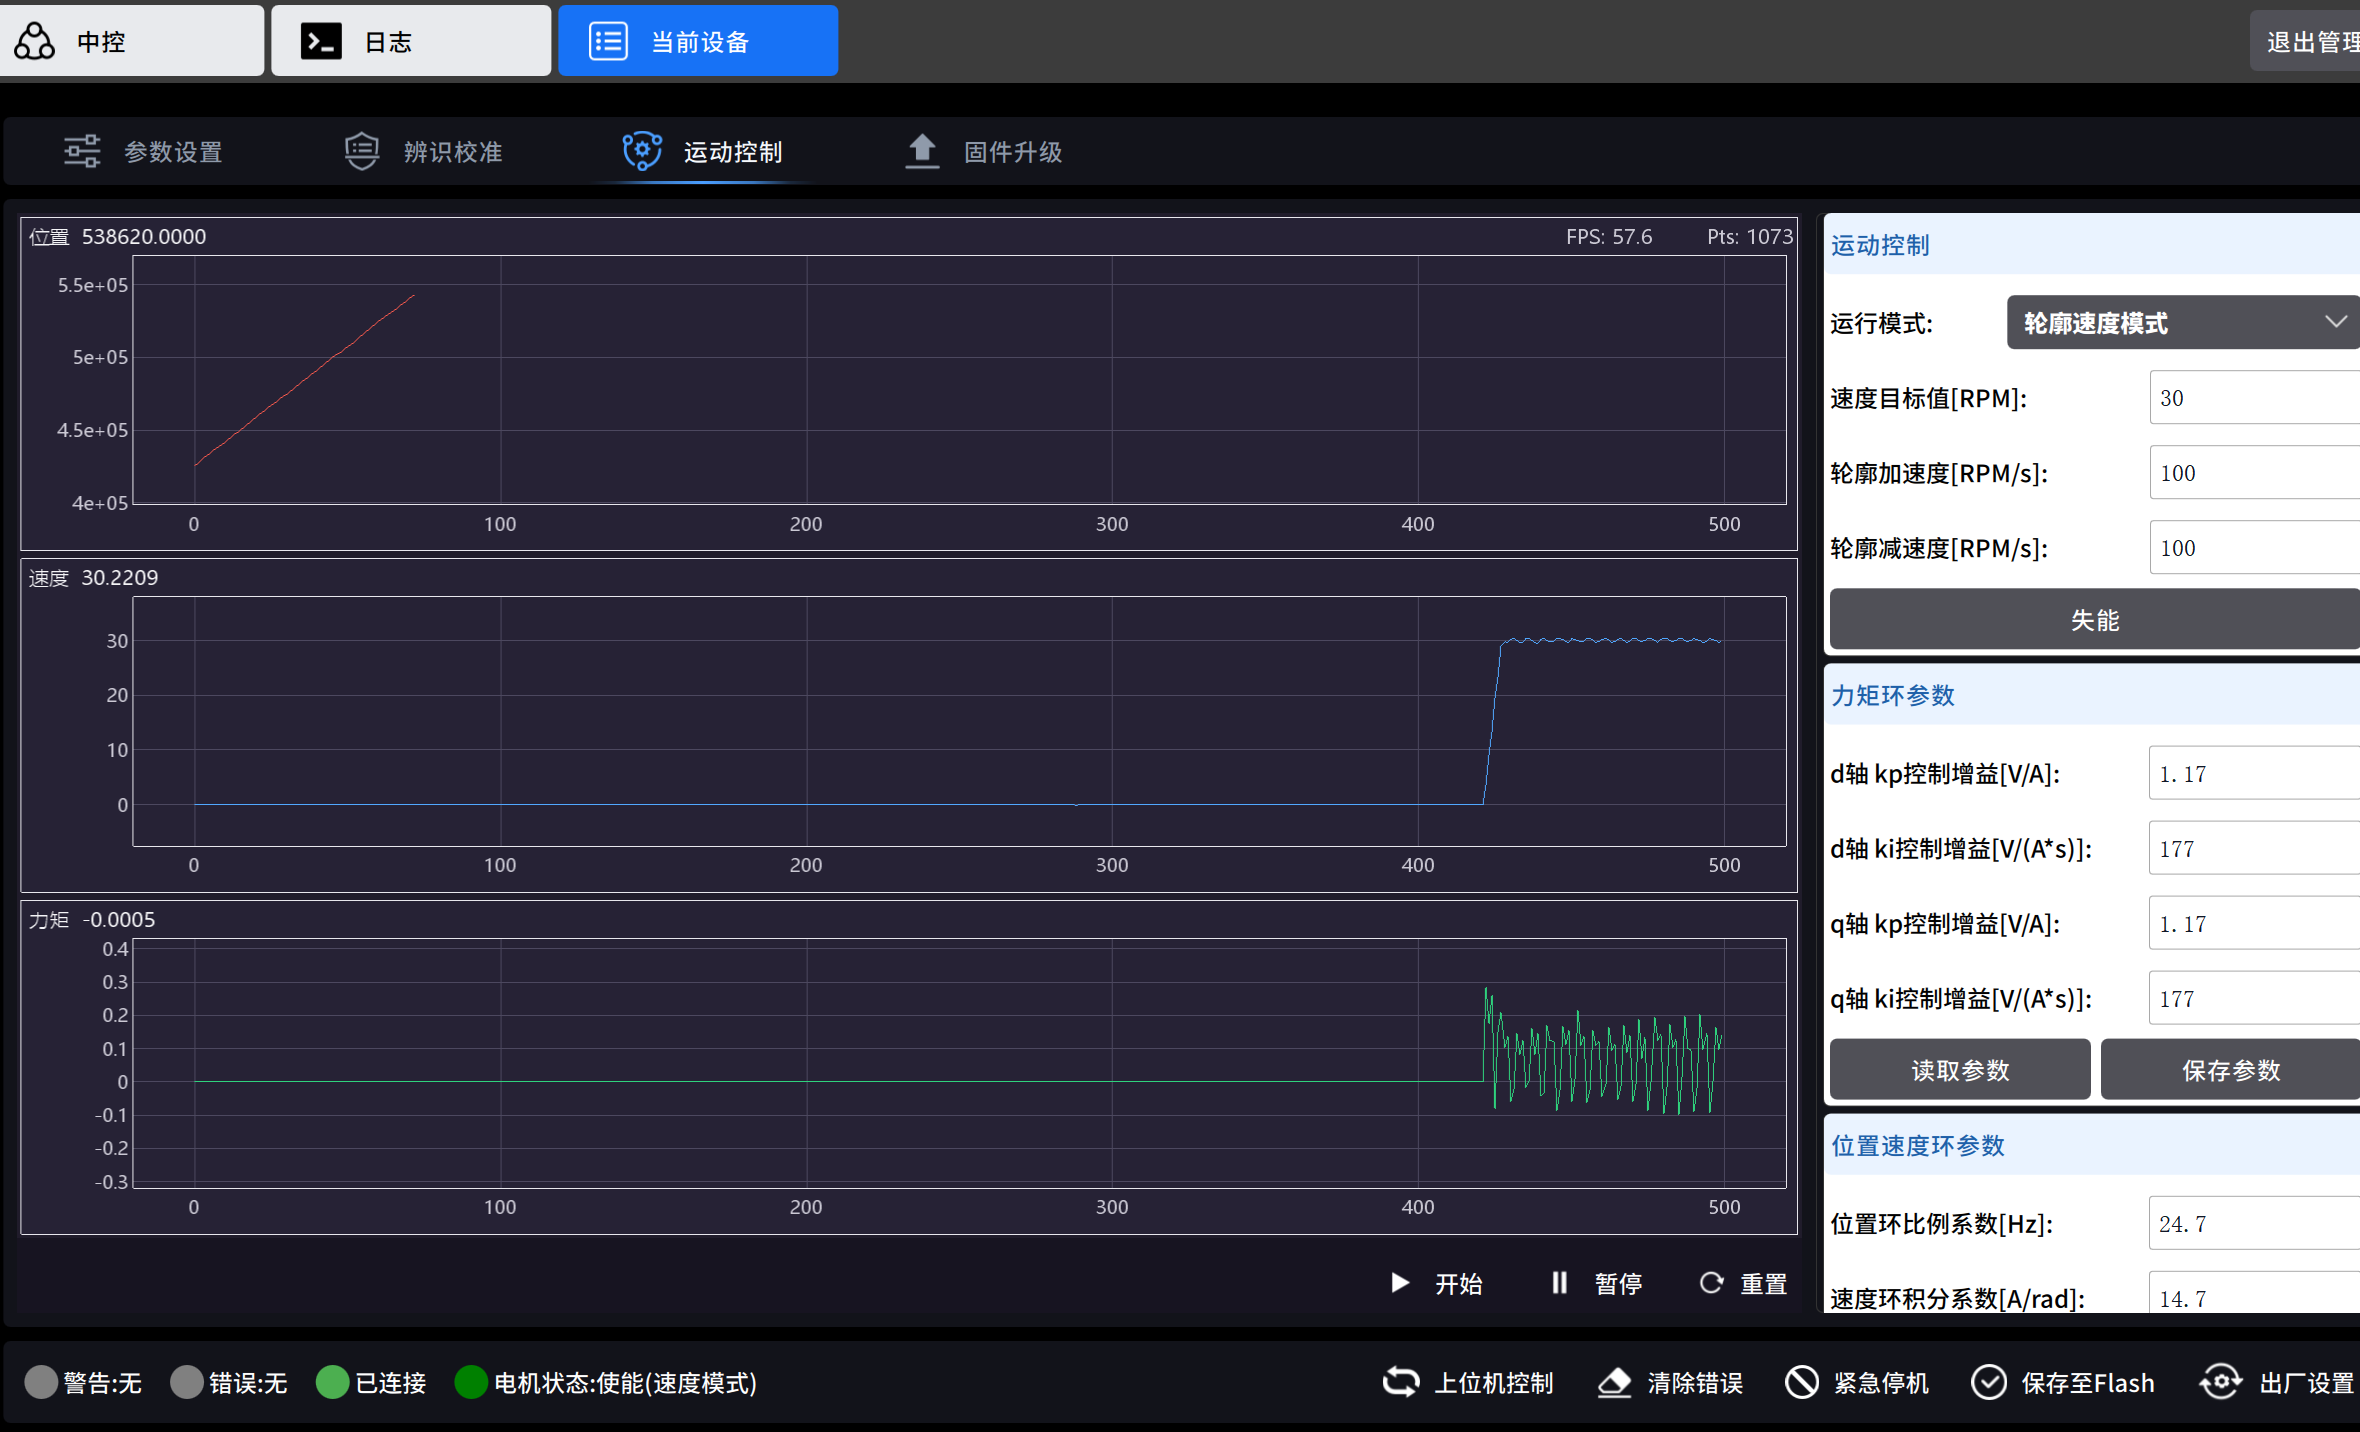 中控 日志 当前设备 退出管理
参数设置 辨识校准 运动控制 固件升级
位置 538620.0000 FPS: 57.6 Pts: 1073
5.5e+05
5e+05
4.5e+05
4e+05
0 100 200 300 400 500
速度 30.2209
30
20
10
0
0 100 200 300 400 500
力矩 -0.0005
0.4
0.3
0.2
0.1
0
-0.1
-0.2
-0.3
0 100 200 300 400 500
开始 暂停 重置
运动控制
运行模式: 轮廓速度模式
速度目标值[RPM]: 30
轮廓加速度[RPM/s]: 100
轮廓减速度[RPM/s]: 100
失能
力矩环参数
d轴 kp控制增益[V/A]: 1.17
d轴 ki控制增益[V/(A*s)]: 177
q轴 kp控制增益[V/A]: 1.17
q轴 ki控制增益[V/(A*s)]: 177
读取参数 保存参数
位置速度环参数
位置环比例系数[Hz]: 24.7
速度环积分系数[A/rad]: 14.7
警告:无 错误:无 已连接 电机状态:使能(速度模式) 上位机控制 清除错误 紧急停机 保存至Flash 出厂设置